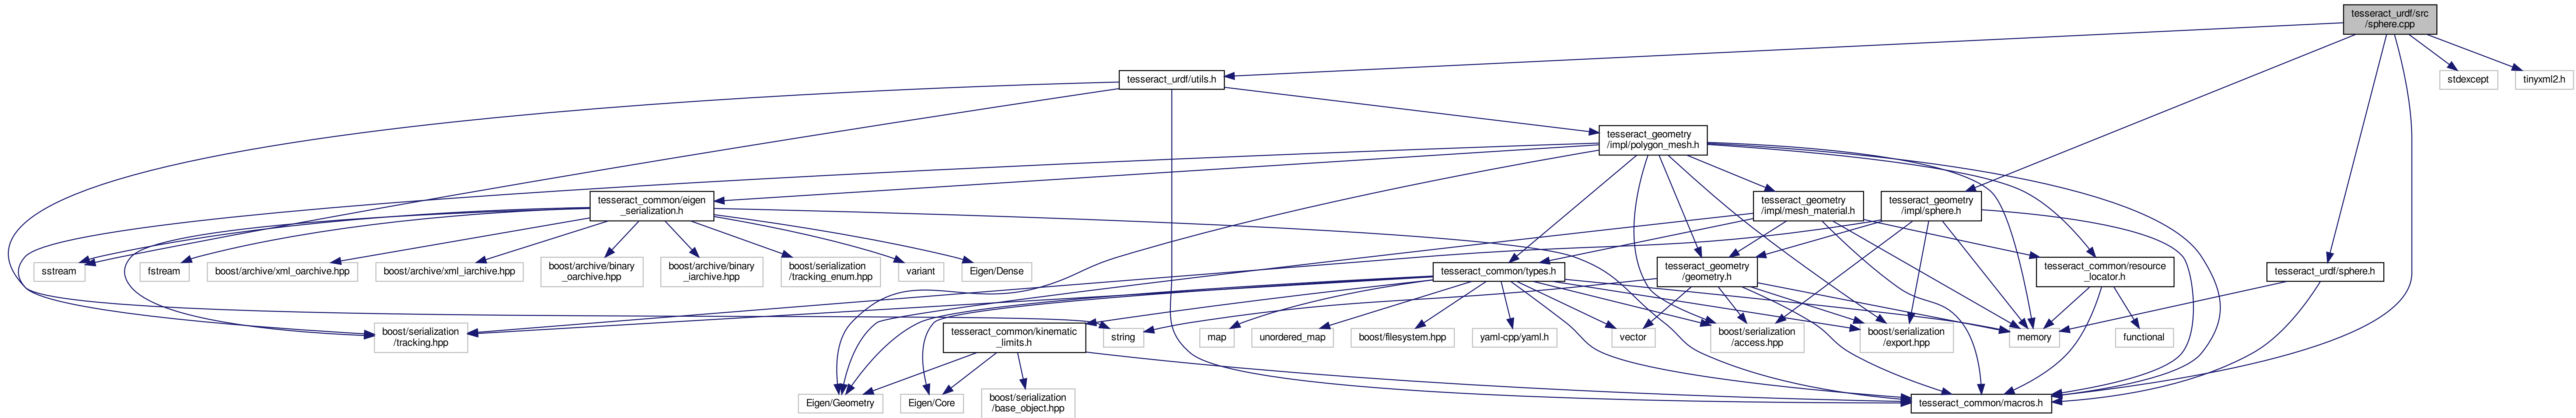 tesseract_urdf/src
/sphere.cpp
tesseract_urdf/utils.h
stdexcept
tinyxml2.h
tesseract_geometry
/impl/polygon_mesh.h
tesseract_common/eigen
_serialization.h
tesseract_geometry
/impl/mesh_material.h
tesseract_geometry
/impl/sphere.h
sstream
fstream
boost/archive/xml_oarchive.hpp
boost/archive/xml_iarchive.hpp
boost/archive/binary
_oarchive.hpp
boost/archive/binary
_iarchive.hpp
boost/serialization
/tracking_enum.hpp
variant
Eigen/Dense
tesseract_common/types.h
tesseract_geometry
/geometry.h
tesseract_common/resource
_locator.h
tesseract_urdf/sphere.h
boost/serialization
/tracking.hpp
tesseract_common/kinematic
_limits.h
string
map
unordered_map
boost/filesystem.hpp
yaml-cpp/yaml.h
vector
boost/serialization
/access.hpp
boost/serialization
/export.hpp
memory
functional
Eigen/Geometry
Eigen/Core
boost/serialization
/base_object.hpp
tesseract_common/macros.h